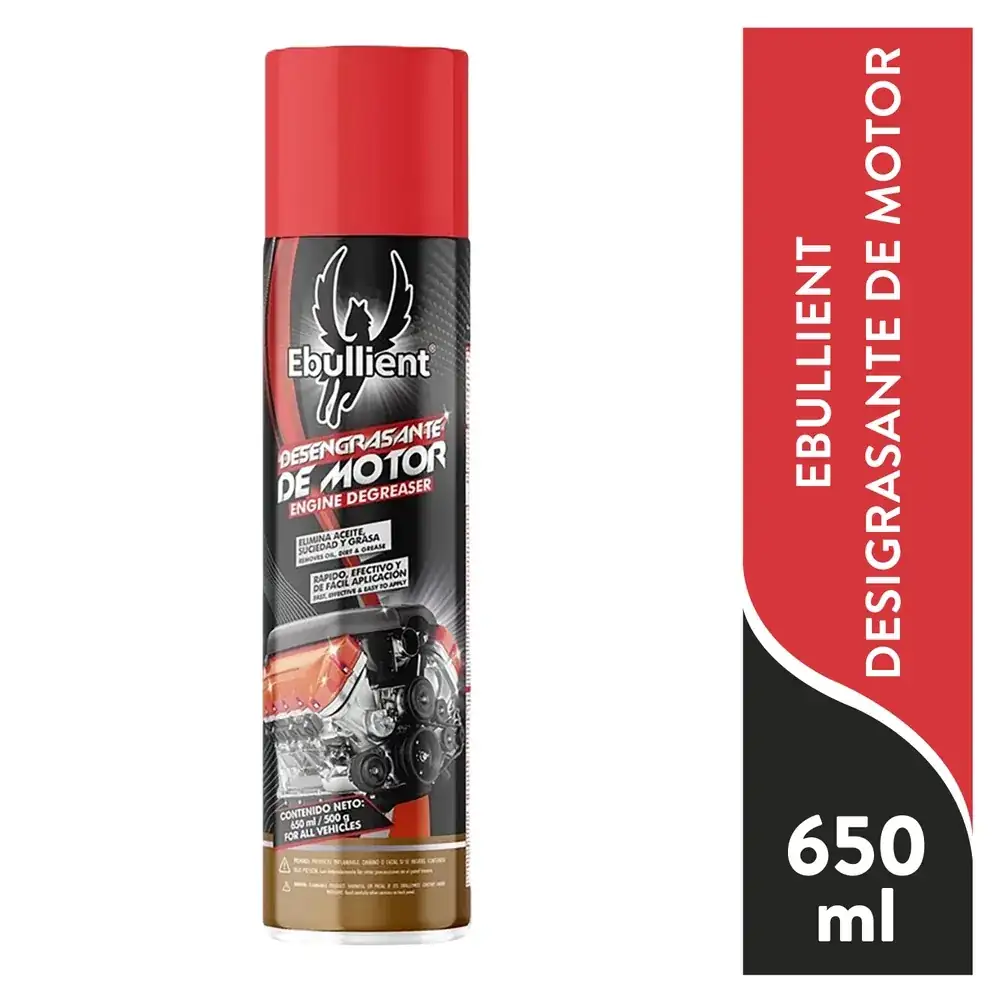 Ebullient®
DESENGRASANTE
DE MOTOR
ENGINE DEGREASER
ELIMINA ACEITE,
SUCIEDAD Y GRASA
REMOVES OIL, DIRT & GREASE
RAPIDO, EFECTIVO Y
DE FACIL APLICACIÓN
FAST, EFFECTIVE & EASY TO APPLY
CONTENIDO NETO:
650 ml / 500 g
FOR ALL VEHICLES
EBULLIENT
DESIGRASANTE DE MOTOR
650
ml